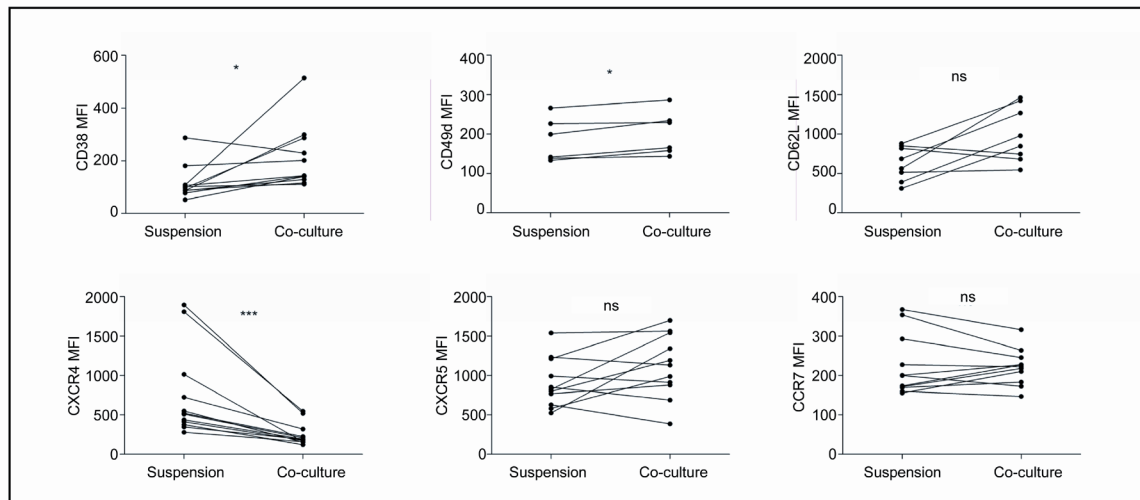 600
400
200
0
CD38 MFI
*
Suspension
Co-culture
400
300
200
100
0
CD49d MFI
*
Suspension
Co-culture
2000
1500
1000
500
0
CD62L MFI
ns
Suspension
Co-culture
2000
1500
1000
500
0
CXCR4 MFI
***
Suspension
Co-culture
2000
1500
1000
500
0
CXCR5 MFI
ns
Suspension
Co-culture
400
300
200
100
0
CCR7 MFI
ns
Suspension
Co-culture